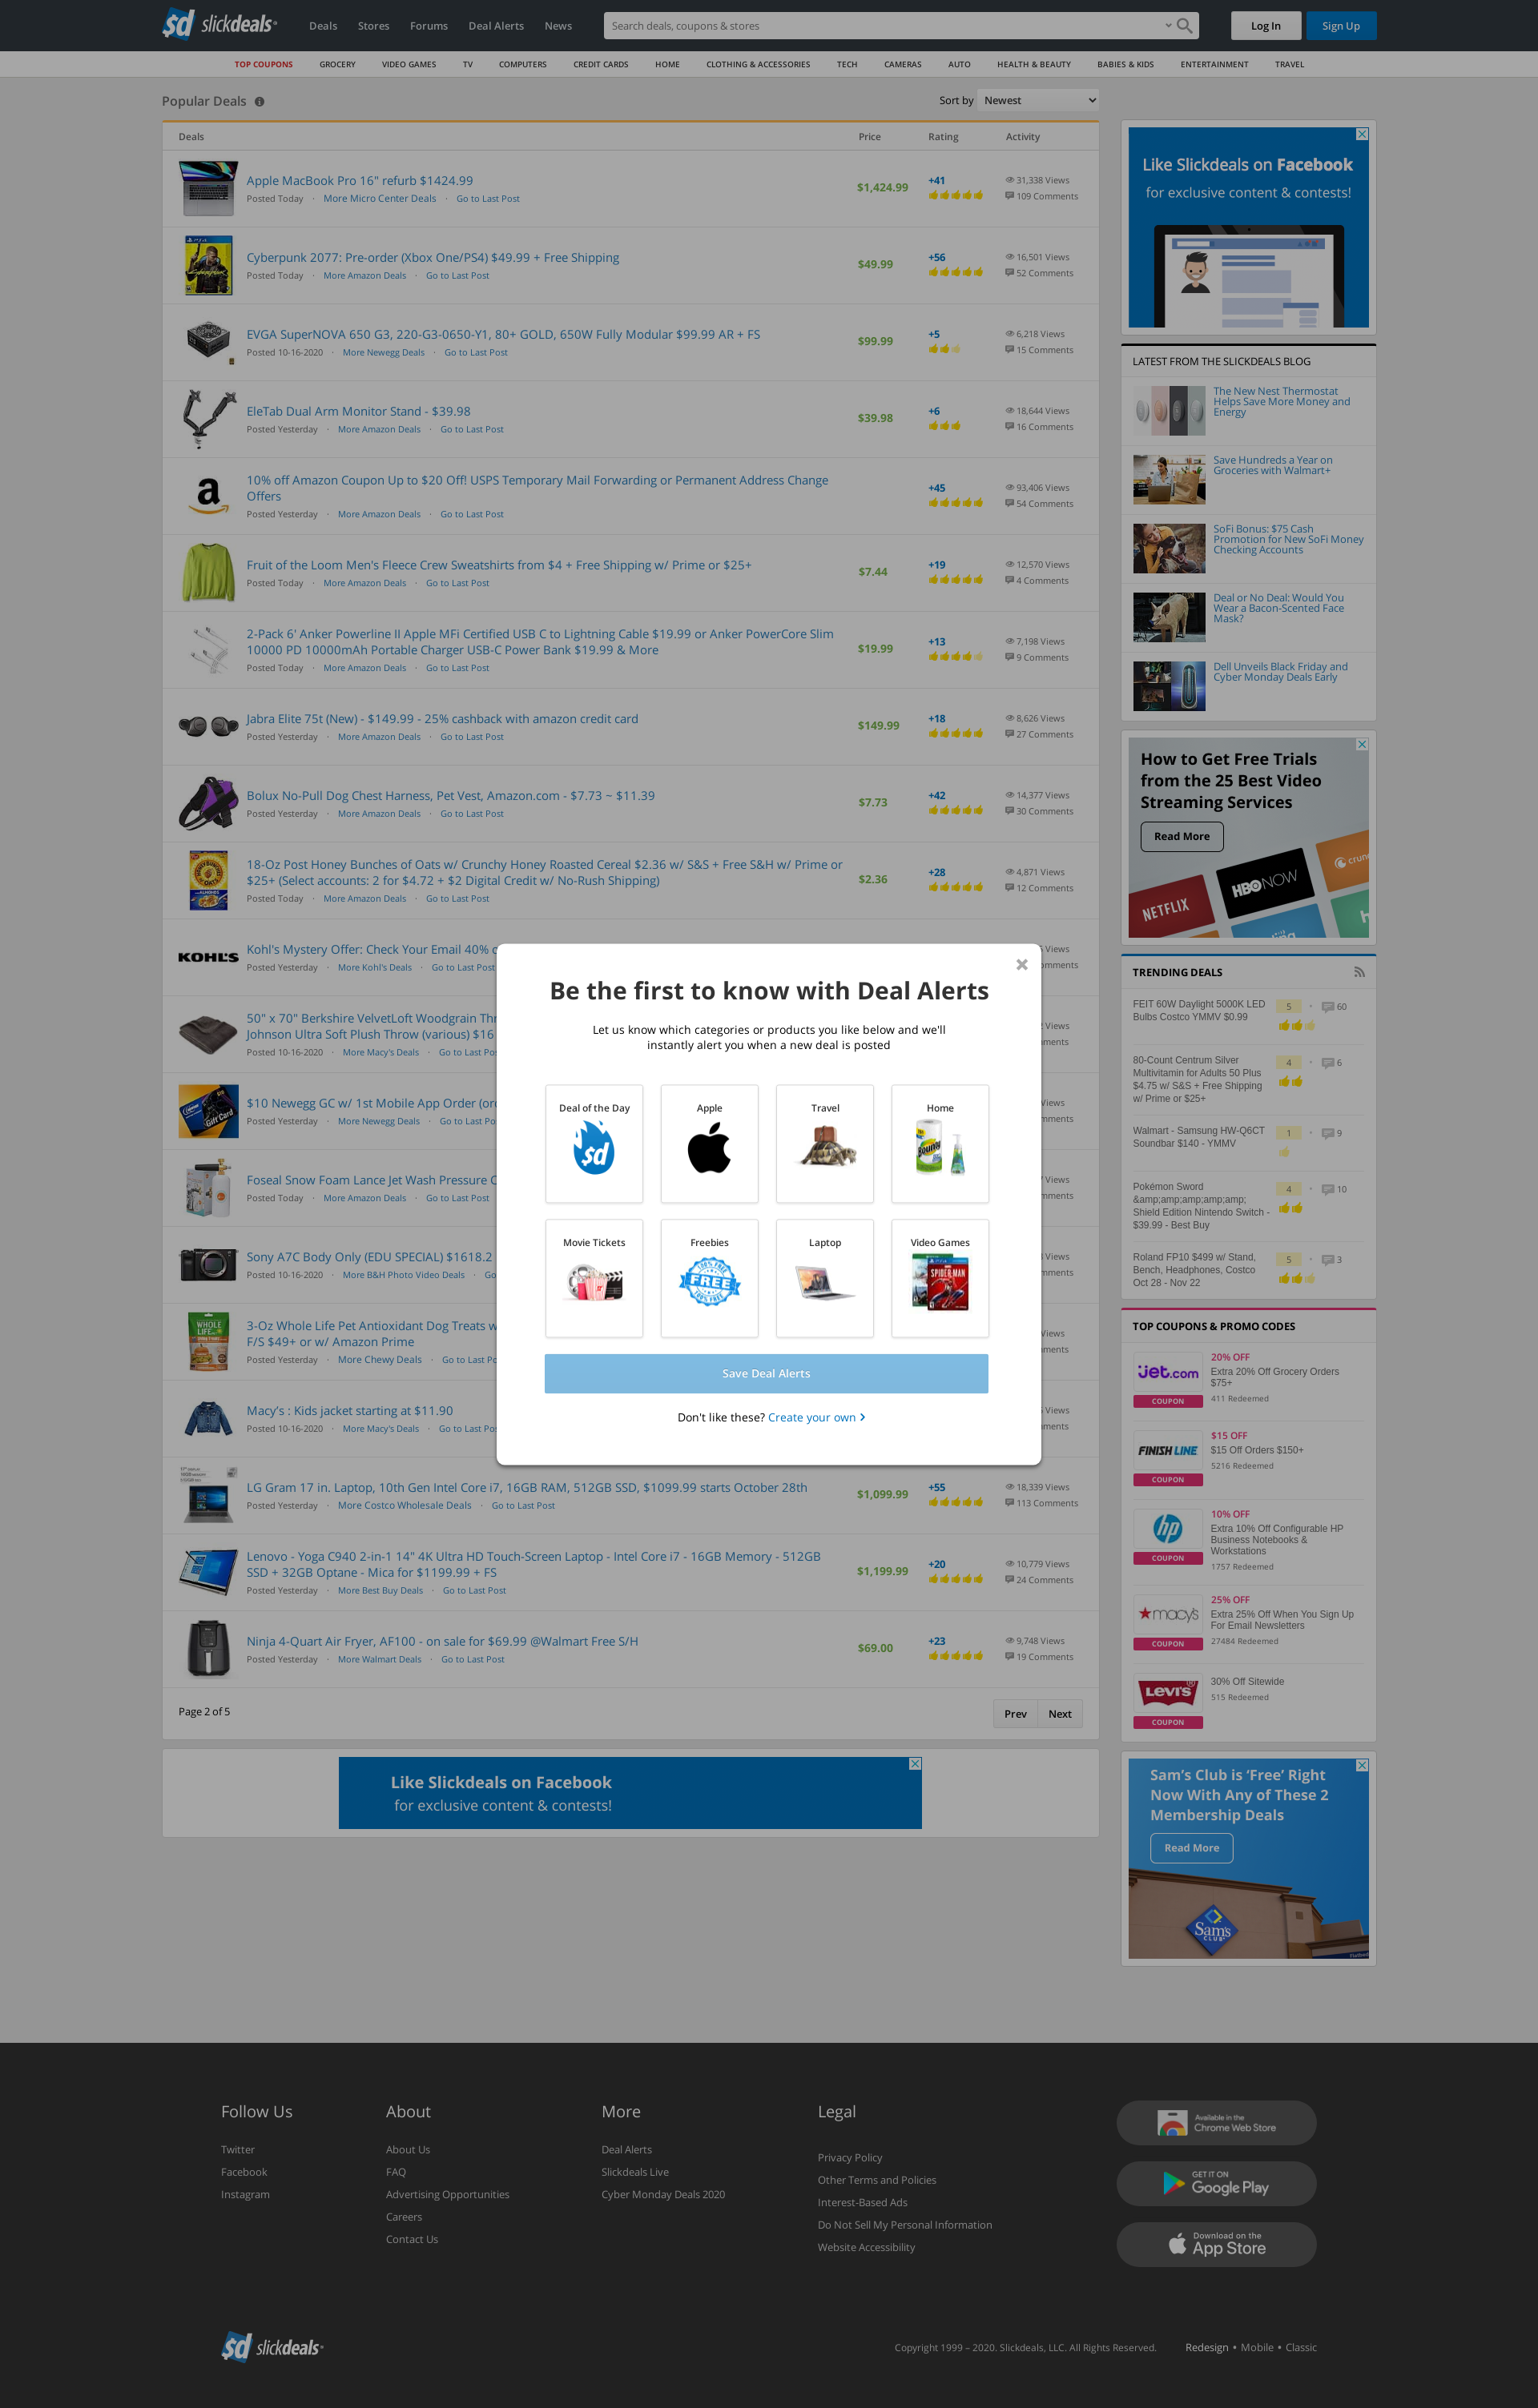 sd slickdeals
Deals
Stores
Forums
Deal Alerts
News
Search deals, coupons & stores
Log In
Sign Up
TOP COUPONS
GROCERY
VIDEO GAMES
TV
COMPUTERS
CREDIT CARDS
HOME
CLOTHING & ACCESSORIES
TECH
CAMERAS
AUTO
HEALTH & BEAUTY
BABIES & KIDS
ENTERTAINMENT
TRAVEL
Popular Deals
Sort by Newest
Deals Price Rating Activity
Apple MacBook Pro 16" refurb $1424.99
Posted Today · More Micro Center Deals · Go to Last Post
$1,424.99
+41
31,338 Views
109 Comments
Cyberpunk 2077: Pre-order (Xbox One/PS4) $49.99 + Free Shipping
Posted Today · More Amazon Deals · Go to Last Post
$49.99
+56
16,501 Views
52 Comments
EVGA SuperNOVA 650 G3, 220-G3-0650-Y1, 80+ GOLD, 650W Fully Modular $99.99 AR + FS
Posted 10-16-2020 · More Newegg Deals · Go to Last Post
$99.99
+5
6,218 Views
15 Comments
EleTab Dual Arm Monitor Stand - $39.98
Posted Yesterday · More Amazon Deals · Go to Last Post
$39.98
+6
18,644 Views
16 Comments
10% off Amazon Coupon Up to $20 Off! USPS Temporary Mail Forwarding or Permanent Address Change
Offers
Posted Yesterday · More Amazon Deals · Go to Last Post
+45
93,406 Views
54 Comments
Fruit of the Loom Men's Fleece Crew Sweatshirts from $4 + Free Shipping w/ Prime or $25+
Posted Today · More Amazon Deals · Go to Last Post
$7.44
+19
12,570 Views
4 Comments
2-Pack 6' Anker Powerline II Apple MFi Certified USB C to Lightning Cable $19.99 or Anker PowerCore Slim
10000 PD 10000mAh Portable Charger USB-C Power Bank $19.99 & More
Posted Today · More Amazon Deals · Go to Last Post
$19.99
+13
7,198 Views
9 Comments
Jabra Elite 75t (New) - $149.99 - 25% cashback with amazon credit card
Posted Yesterday · More Amazon Deals · Go to Last Post
$149.99
+18
8,626 Views
27 Comments
Bolux No-Pull Dog Chest Harness, Pet Vest, Amazon.com - $7.73 ~ $11.39
Posted Yesterday · More Amazon Deals · Go to Last Post
$7.73
+42
14,377 Views
30 Comments
18-Oz Post Honey Bunches of Oats w/ Crunchy Honey Roasted Cereal $2.36 w/ S&S + Free S&H w/ Prime or
$25+ (Select accounts: 2 for $4.72 + $2 Digital Credit w/ No-Rush Shipping)
Posted Today · More Amazon Deals · Go to Last Post
$2.36
+28
4,871 Views
12 Comments
KOHL'S
Kohl's Mystery Offer: Check Your Email 40%
Posted Yesterday · More Kohl's Deals · Go to Last Post
50" x 70" Berkshire VelvetLoft Woodgrain
Johnson Ultra Soft Plush Throw (various) $16
Posted 10-16-2020 · More Macy's Deals · Go to Last
$10 Newegg GC w/ 1st Mobile App Order
Posted Yesterday · More Newegg Deals · Go to Last
Foseal Snow Foam Lance Jet Wash Pressure
Posted Today · More Amazon Deals · Go to Last Post
Sony A7C Body Only (EDU SPECIAL) $1618.2
Posted 10-16-2020 · More B&H Photo Video Deals · Go
3-Oz Whole Life Pet Antioxidant Dog Treats
F/S $49+ or w/ Amazon Prime
Posted Yesterday · More Chewy Deals · Go to Last
Macy's : Kids jacket starting at $11.90
Posted 10-16-2020 · More Macy's Deals · Go to Last
LG Gram 17 in. Laptop, 10th Gen Intel Core i7, 16GB RAM, 512GB SSD, $1099.99 starts October 28th
Posted Yesterday · More Costco Wholesale Deals · Go to Last Post
$1,099.99
+55
18,339 Views
113 Comments
Lenovo - Yoga C940 2-in-1 14" 4K Ultra HD Touch-Screen Laptop - Intel Core i7 - 16GB Memory - 512GB
SSD + 32GB Optane - Mica for $1199.99 + FS
Posted Yesterday · More Best Buy Deals · Go to Last Post
$1,199.99
+20
10,779 Views
24 Comments
Ninja 4-Quart Air Fryer, AF100 - on sale for $69.99 @Walmart Free S/H
Posted Yesterday · More Walmart Deals · Go to Last Post
$69.00
+23
9,748 Views
19 Comments
Page 2 of 5
Prev
Next
Like Slickdeals on Facebook
for exclusive content & contests!
Be the first to know with Deal Alerts
Let us know which categories or products you like below and we'll
instantly alert you when a new deal is posted
Deal of the Day
Apple
Travel
Home
Bounty
Movie Tickets
Freebies
FREE
Laptop
Video Games
SPIDER-MAN
Save Deal Alerts
Don't like these? Create your own
Like Slickdeals on Facebook
for exclusive content & contests!
LATEST FROM THE SLICKDEALS BLOG
The New Nest Thermostat
Helps Save More Money and
Energy
Save Hundreds a Year on
Groceries with Walmart+
SoFi Bonus: $75 Cash
Promotion for New SoFi Money
Checking Accounts
Deal or No Deal: Would You
Wear a Bacon-Scented Face
Mask?
Dell Unveils Black Friday and
Cyber Monday Deals Early
How to Get Free Trials
from the 25 Best Video
Streaming Services
Read More
NETFLIX
HBO NOW
TRENDING DEALS
FEIT 60W Daylight 5000K LED
Bulbs Costco YMMV $0.99
5 · 60
80-Count Centrum Silver
Multivitamin for Adults 50 Plus
$4.75 w/ S&S + Free Shipping
w/ Prime or $25+
4 · 6
Walmart - Samsung HW-Q6CT
Soundbar $140 - YMMV
1 · 9
Pokémon Sword
&amp;amp;amp;amp;amp;
Shield Edition Nintendo Switch -
$39.99 - Best Buy
4 · 10
Roland FP10 $499 w/ Stand,
Bench, Headphones, Costco
Oct 28 - Nov 22
5 · 3
TOP COUPONS & PROMO CODES
jet.com
COUPON
20% OFF
Extra 20% Off Grocery Orders
$75+
411 Redeemed
FINISH LINE
COUPON
$15 OFF
$15 Off Orders $150+
5216 Redeemed
hp
COUPON
10% OFF
Extra 10% Off Configurable HP
Business Notebooks &
Workstations
1757 Redeemed
macy's
COUPON
25% OFF
Extra 25% Off When You Sign Up
For Email Newsletters
27484 Redeemed
LEVI'S
COUPON
30% Off Sitewide
515 Redeemed
Sam's Club is 'Free' Right
Now With Any of These 2
Membership Deals
Read More
Sam's
CLUB
Follow Us
Twitter
Facebook
Instagram
About
About Us
FAQ
Advertising Opportunities
Careers
Contact Us
More
Deal Alerts
Slickdeals Live
Cyber Monday Deals 2020
Legal
Privacy Policy
Other Terms and Policies
Interest-Based Ads
Do Not Sell My Personal Information
Website Accessibility
Available in the
Chrome Web Store
GET IT ON
Google Play
Download on the
App Store
sd slickdeals
Copyright 1999 – 2020. Slickdeals, LLC. All Rights Reserved.
Redesign • Mobile • Classic